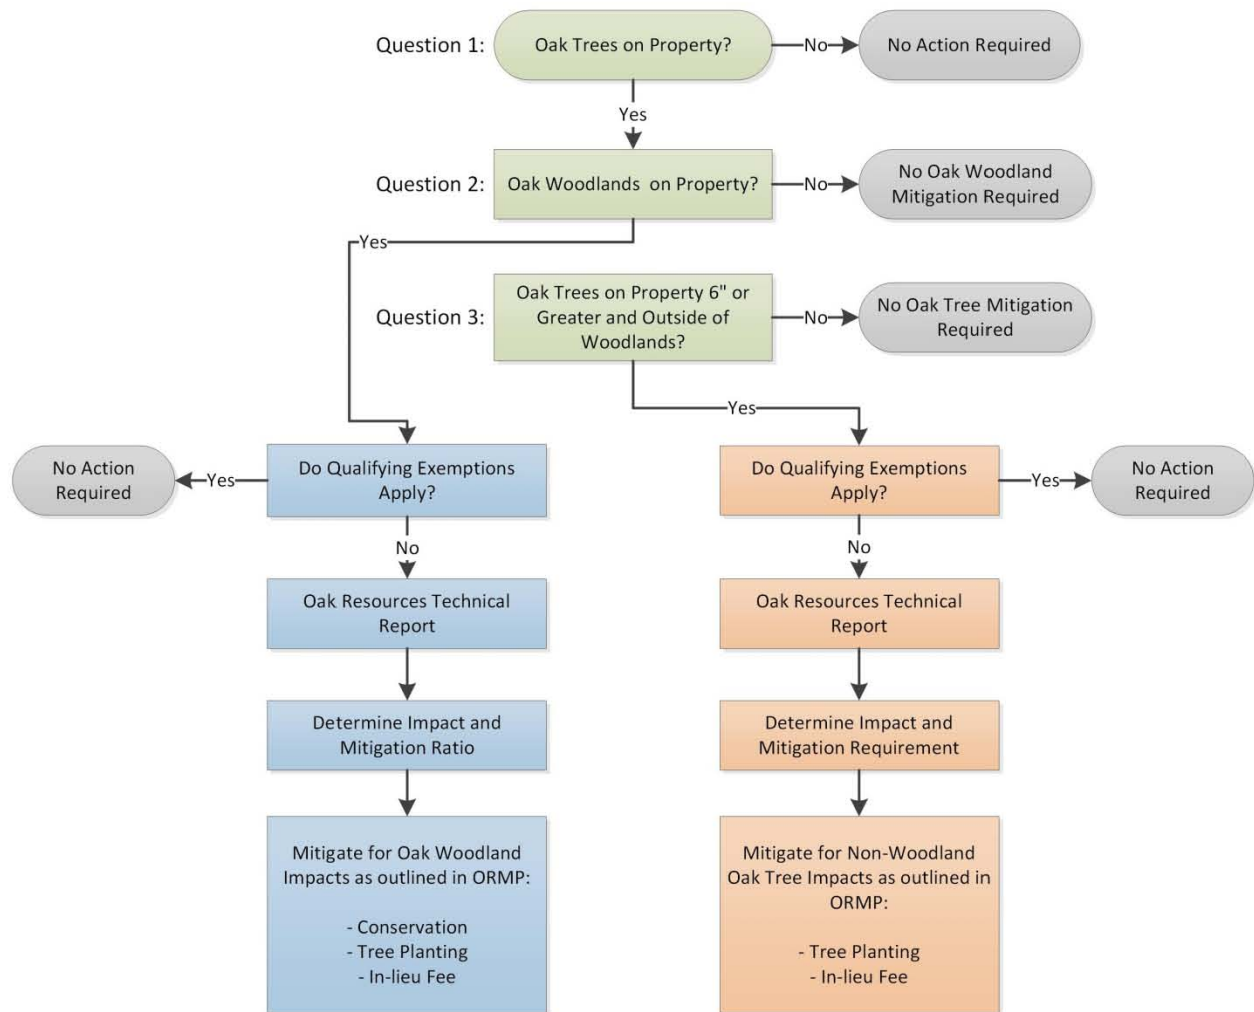 Question 1:
Oak Trees on Property?
No
No Action Required
Yes
Question 2:
Oak Woodlands on Property?
No
No Oak Woodland
Mitigation Required
Yes
Question 3:
Oak Trees on Property 6" or
Greater and Outside of
Woodlands?
No
No Oak Tree Mitigation
Required
Yes
No Action
Required
Yes
Do Qualifying Exemptions
Apply?
Do Qualifying Exemptions
Apply?
Yes
No Action
Required
No
No
Oak Resources Technical
Report
Oak Resources Technical
Report
Determine Impact and
Mitigation Ratio
Determine Impact and
Mitigation Requirement
Mitigate for Oak Woodland
Impacts as outlined in ORMP:
- Conservation
- Tree Planting
- In-lieu Fee
Mitigate for Non-Woodland
Oak Tree Impacts as outlined in
ORMP:
- Tree Planting
- In-lieu Fee